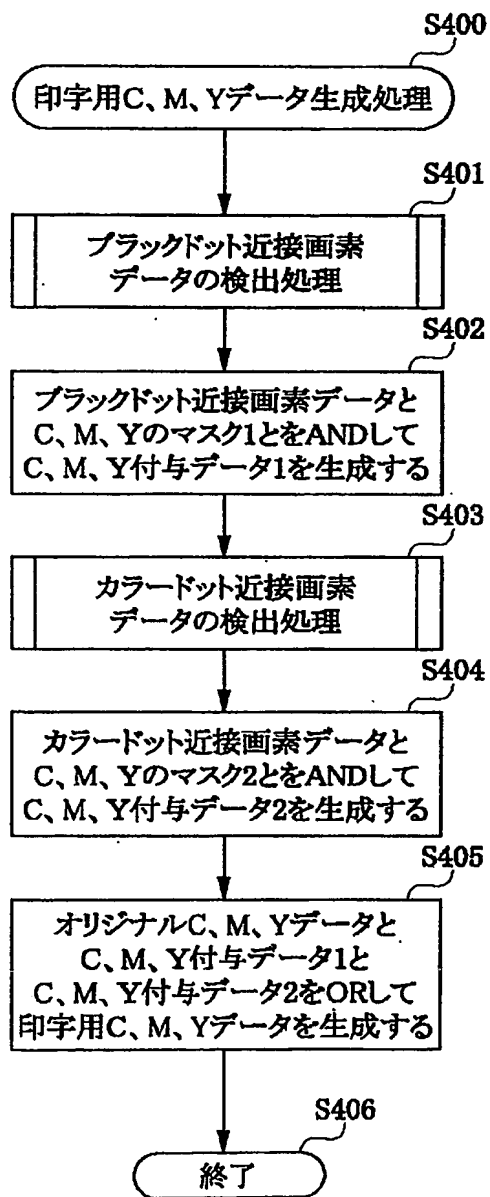 S400
印字用C、M、Yデータ生成処理
S401
ブラックドット近接画素
データの検出処理
S402
ブラックドット近接画素データと
C、M、Yのマスク1とをANDして
C、M、Y付与データ1を生成する
S403
カラードット近接画素
データの検出処理
S404
カラードット近接画素データと
C、M、Yのマスク2とをANDして
C、M、Y付与データ2を生成する
S405
オリジナルC、M、Yデータと
C、M、Y付与データ1と
C、M、Y付与データ2をORして
印字用C、M、Yデータを生成する
S406
終了